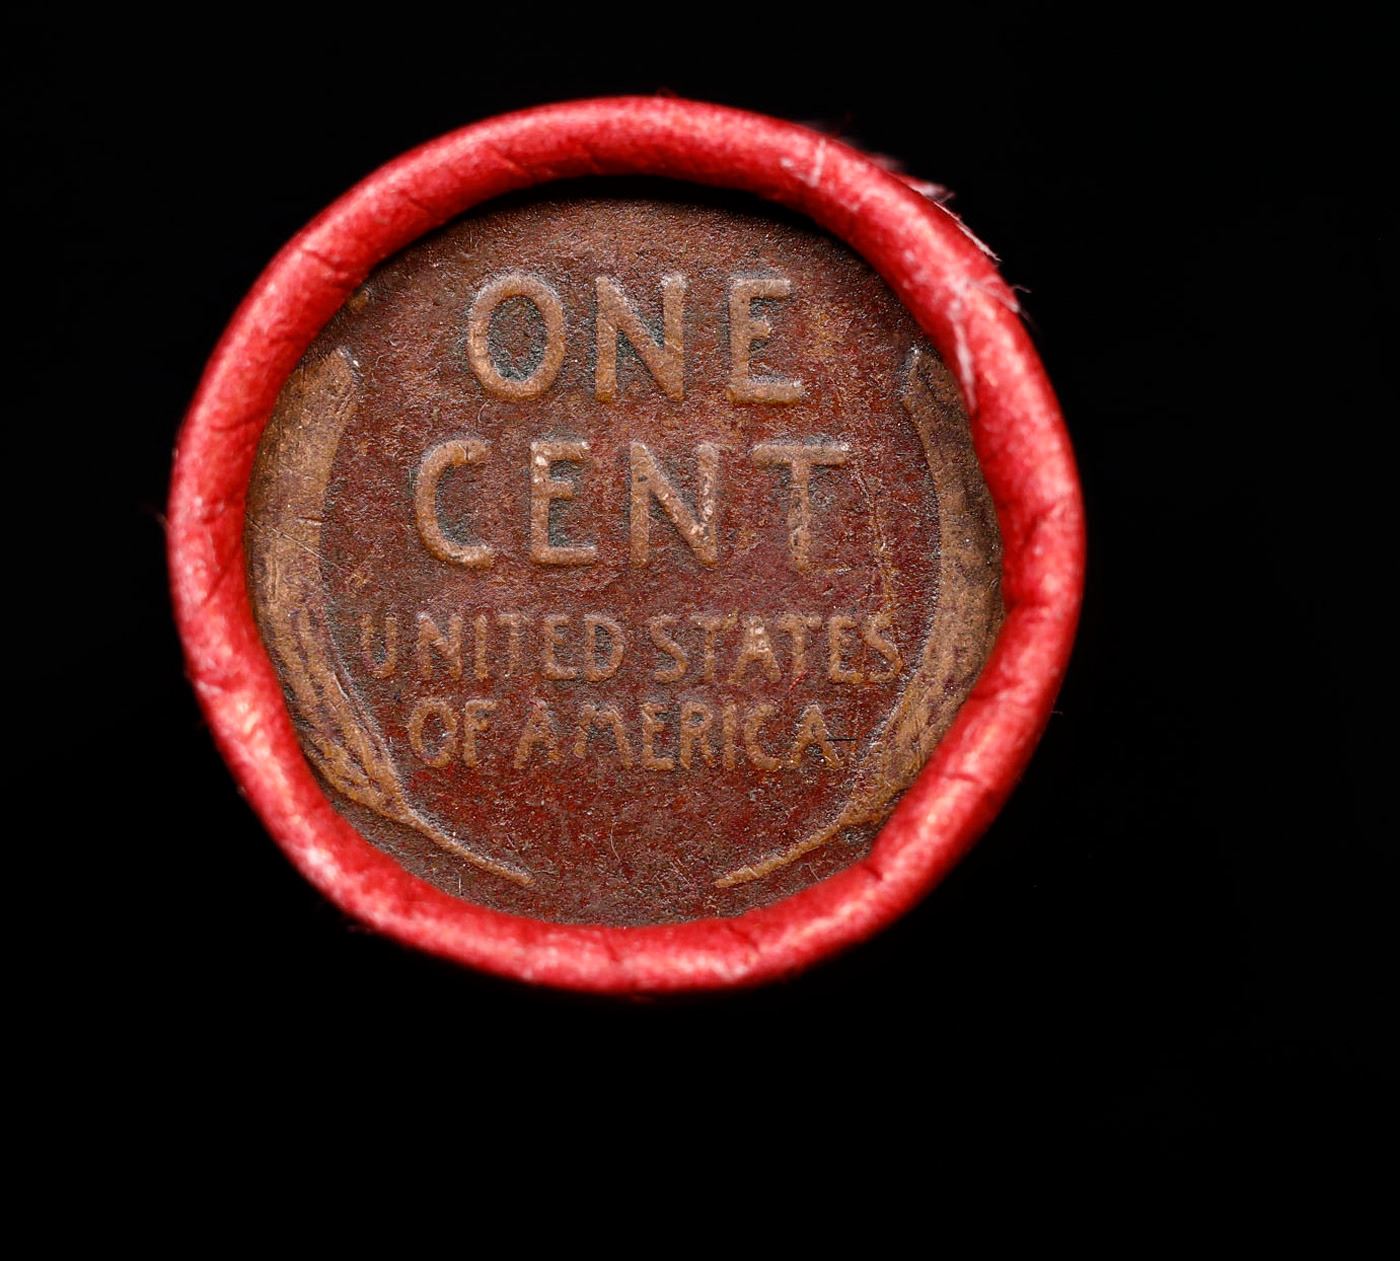 ONE
CENT
UNITED STATES
OF AMERICA